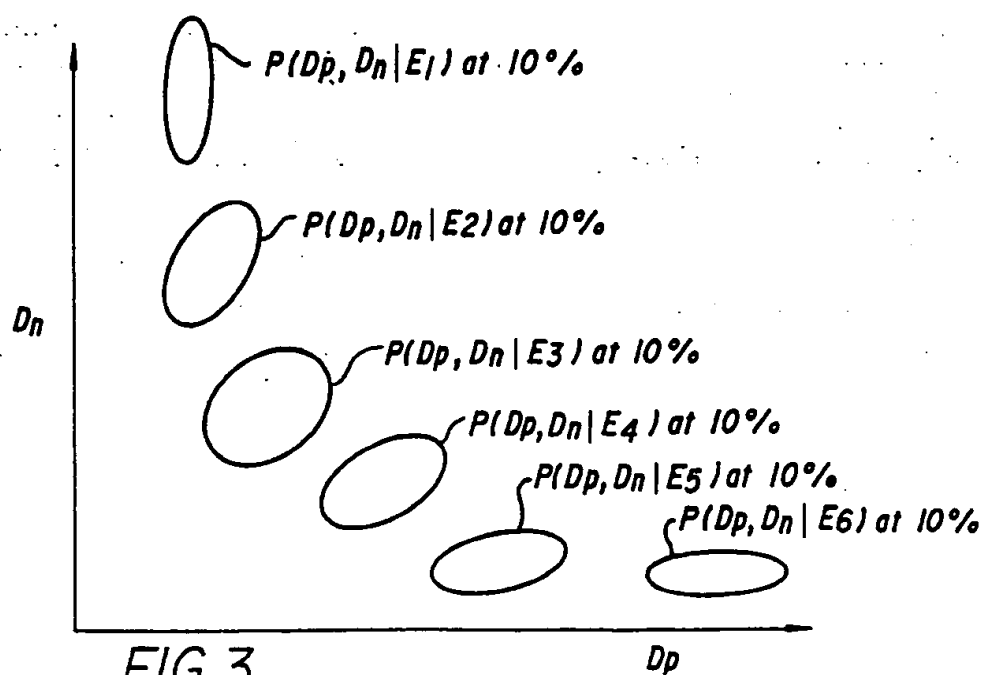 P(Dp, Dn | E1) at 10%
P(Dp, Dn | E2) at 10%
Dn
P(Dp, Dn | E3) at 10%
P(Dp, Dn | E4) at 10%
P(Dp, Dn | E5) at 10%
P(Dp, Dn | E6) at 10%
Dp
FIG. 3